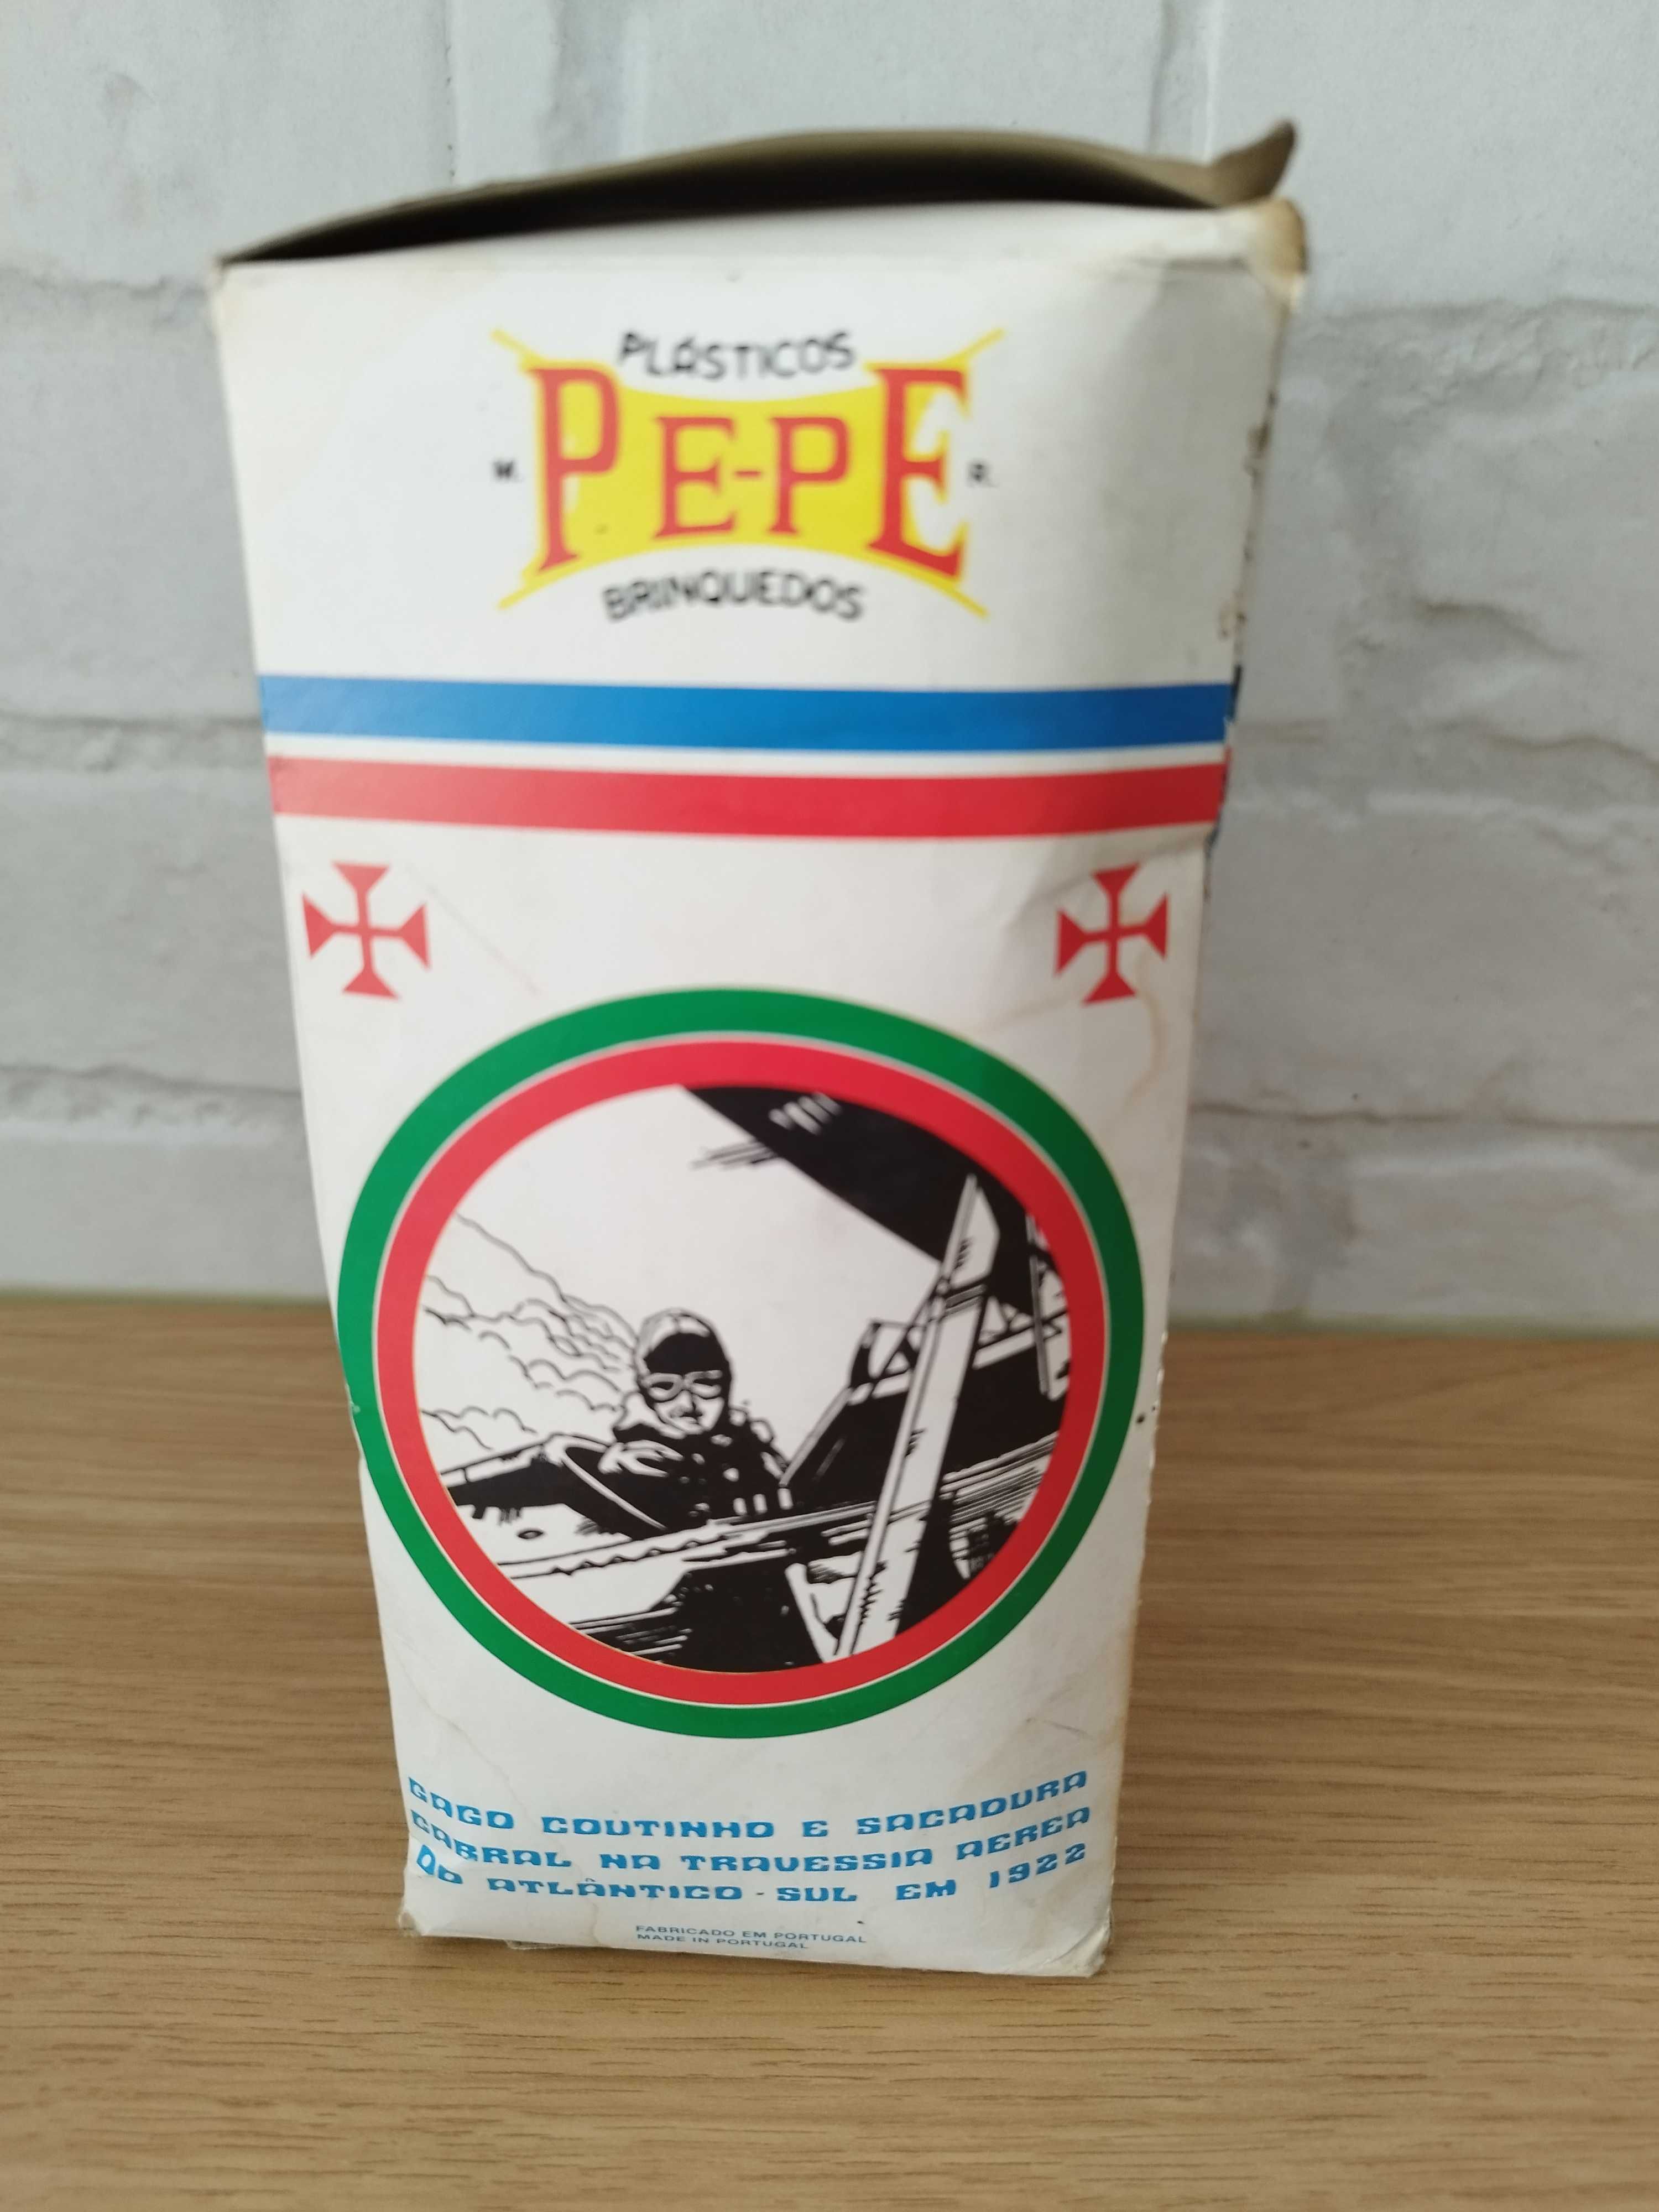 PLÁSTICOS
M. PE-PE R.
BRINQUEDOS
GAGO COUTINHO E SACADURA
CABRAL NA TRAVESSIA AEREA
DO ATLÂNTICO-SUL EM 1922
FABRICADO EM PORTUGAL
MADE IN PORTUGAL